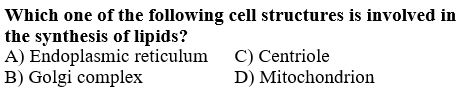 Which one of the following cell structures is involved in
the synthesis of lipids?
A) Endoplasmic reticulum C) Centriole
B) Golgi complex D) Mitochondrion